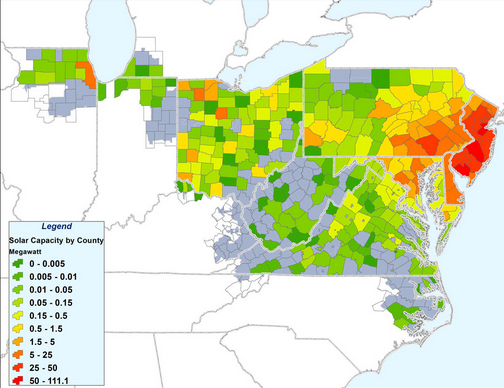 Legend
Solar Capacity by County
Megawatt
0 - 0.005
0.005 - 0.01
0.01 - 0.05
0.05 - 0.15
0.15 - 0.5
0.5 - 1.5
1.5 - 5
5 - 25
25 - 50
50 - 111.1